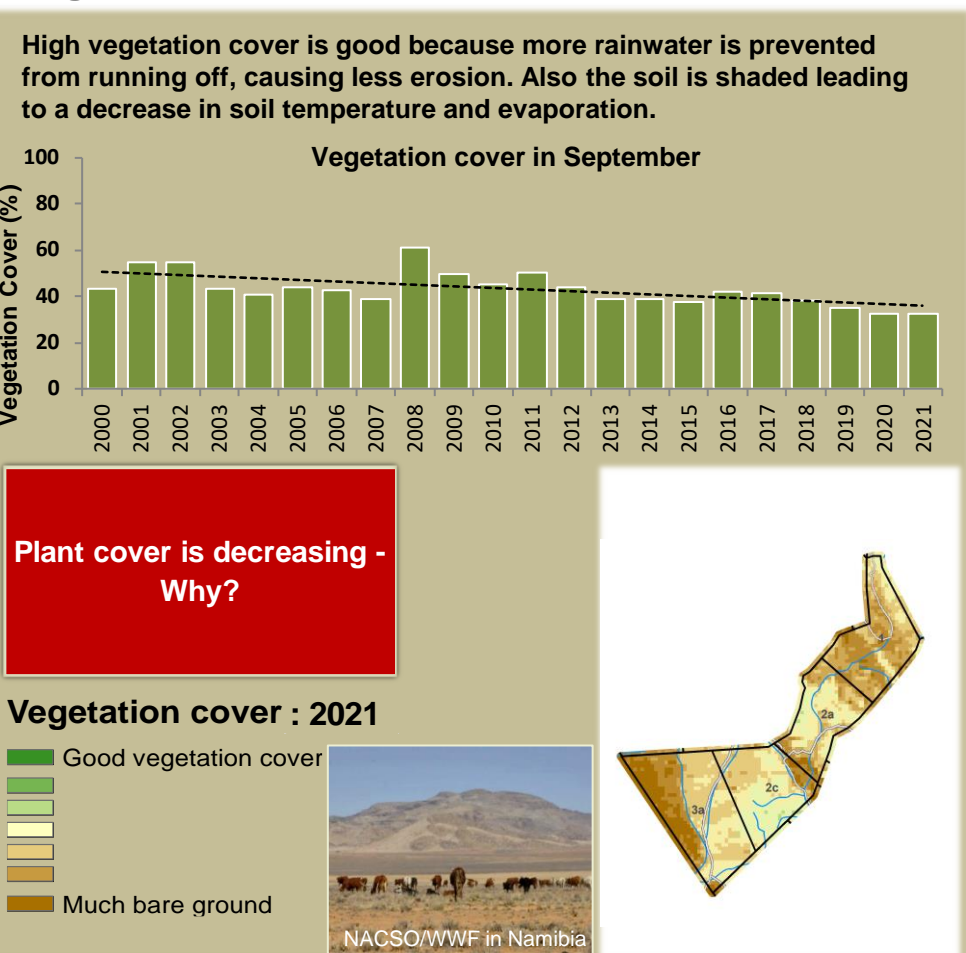 High vegetation cover is good because more rainwater is prevented
from running off, causing less erosion. Also the soil is shaded leading
to a decrease in soil temperature and evaporation.
Vegetation cover in September
Vegetation Cover (%)
100
80
60
40
20
0
2000 2001 2002 2003 2004 2005 2006 2007 2008 2009 2010 2011 2012 2013 2014 2015 2016 2017 2018 2019 2020 2021
Plant cover is decreasing -
Why?
Vegetation cover : 2021
Good vegetation cover
Much bare ground
NACSO/WWF in Namibia
2a
2c
3a